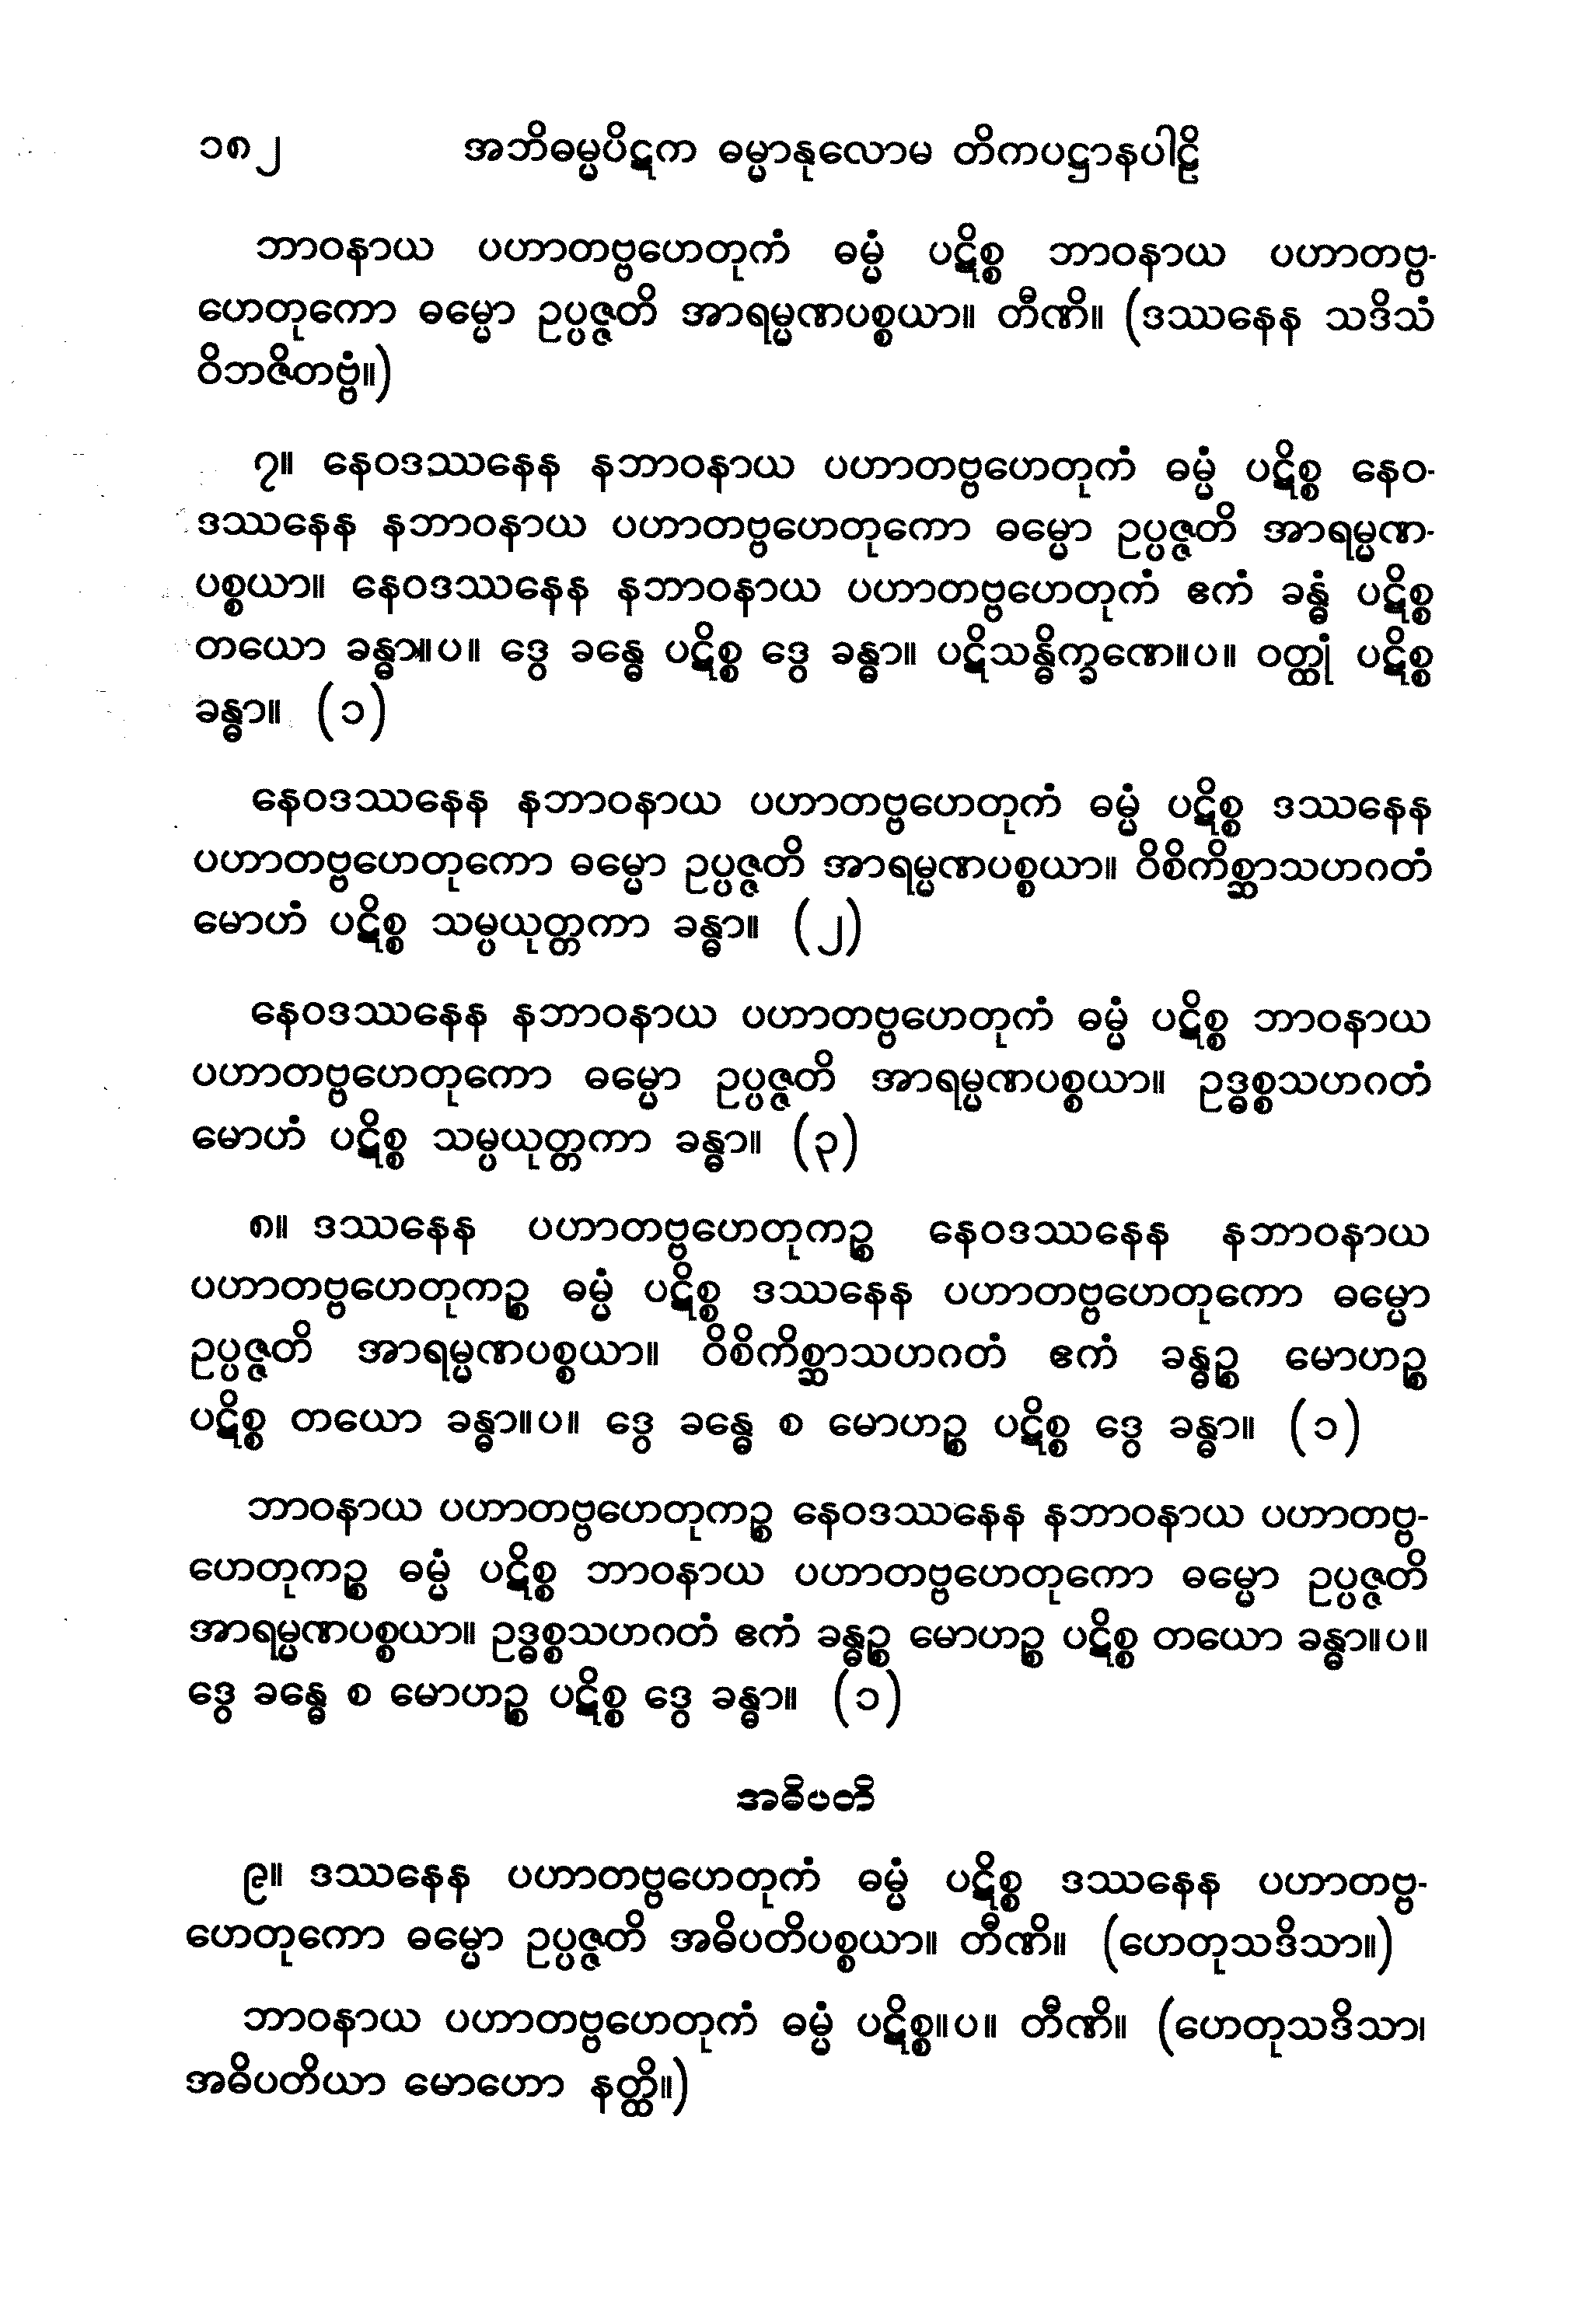 ၁၈၂ အဘိဓမ္မပိဋက ဓမ္မာနုလောမ တိကပဋ္ဌာနပါဠိ
ဘာဝနာယ ပဟာတဗ္ဗဟေတုကံ ဓမ္မံ ပဋိစ္စ ဘာဝနာယ ပဟာတဗ္ဗ-
ဟေတုကော ဓမ္မော ဥပ္ပဇ္ဇတိ အာရမ္မဏပစ္စယာ။ တီဏိ။ (ဒဿနေန သဒိသံ
ဝိဘဇိတဗ္ဗံ။)
၇။ နေဝဒဿနေန နဘာဝနာယ ပဟာတဗ္ဗဟေတုကံ ဓမ္မံ ပဋိစ္စ နေဝ-
ဒဿနေန နဘာဝနာယ ပဟာတဗ္ဗဟေတုကော ဓမ္မော ဥပ္ပဇ္ဇတိ အာရမ္မဏ-
ပစ္စယာ။ နေဝဒဿနေန နဘာဝနာယ ပဟာတဗ္ဗဟေတုကံ ဧကံ ခန္ဓံ ပဋိစ္စ
တယော ခန္ဓာ။ပ။ ဒွေ ခန္ဓေ ပဋိစ္စ ဒွေ ခန္ဓာ။ ပဋိသန္ဓိက္ခဏေ။ပ။ ဝတ္ထုံ ပဋိစ္စ
ခန္ဓာ။ (၁)
နေဝဒဿနေန နဘာဝနာယ ပဟာတဗ္ဗဟေတုကံ ဓမ္မံ ပဋိစ္စ ဒဿနေန
ပဟာတဗ္ဗဟေတုကော ဓမ္မော ဥပ္ပဇ္ဇတိ အာရမ္မဏပစ္စယာ။ ဝိစိကိစ္ဆာသဟဂတံ
မောဟံ ပဋိစ္စ သမ္ပယုတ္တကာ ခန္ဓာ။ (၂)
နေဝဒဿနေန နဘာဝနာယ ပဟာတဗ္ဗဟေတုကံ ဓမ္မံ ပဋိစ္စ ဘာဝနာယ
ပဟာတဗ္ဗဟေတုကော ဓမ္မော ဥပ္ပဇ္ဇတိ အာရမ္မဏပစ္စယာ။ ဥဒ္ဓစ္စသဟဂတံ
မောဟံ ပဋိစ္စ သမ္ပယုတ္တကာ ခန္ဓာ။ (၃)
၈။ ဒဿနေန ပဟာတဗ္ဗဟေတုကဉ္စ နေဝဒဿနေန နဘာဝနာယ
ပဟာတဗ္ဗဟေတုကဉ္စ ဓမ္မံ ပဋိစ္စ ဒဿနေန ပဟာတဗ္ဗဟေတုကော ဓမ္မော
ဥပ္ပဇ္ဇတိ အာရမ္မဏပစ္စယာ။ ဝိစိကိစ္ဆာသဟဂတံ ဧကံ ခန္ဓဉ္စ မောဟဉ္စ
ပဋိစ္စ တယော ခန္ဓာ။ပ။ ဒွေ ခန္ဓေ စ မောဟဉ္စ ပဋိစ္စ ဒွေ ခန္ဓာ။ (၁)
ဘာဝနာယ ပဟာတဗ္ဗဟေတုကဉ္စ နေဝဒဿနေန နဘာဝနာယ ပဟာတဗ္ဗ-
ဟေတုကဉ္စ ဓမ္မံ ပဋိစ္စ ဘာဝနာယ ပဟာတဗ္ဗဟေတုကော ဓမ္မော ဥပ္ပဇ္ဇတိ
အာရမ္မဏပစ္စယာ။ ဥဒ္ဓစ္စသဟဂတံ ဧကံ ခန္ဓဉ္စ မောဟဉ္စ ပဋိစ္စ တယော ခန္ဓာ။ပ။
ဒွေ ခန္ဓေ စ မောဟဉ္စ ပဋိစ္စ ဒွေ ခန္ဓာ။ (၁)
အဓိပတိ
၉။ ဒဿနေန ပဟာတဗ္ဗဟေတုကံ ဓမ္မံ ပဋိစ္စ ဒဿနေန ပဟာတဗ္ဗ-
ဟေတုကော ဓမ္မော ဥပ္ပဇ္ဇတိ အဓိပတိပစ္စယာ။ တီဏိ။ (ဟေတုသဒိသာ။)
ဘာဝနာယ ပဟာတဗ္ဗဟေတုကံ ဓမ္မံ ပဋိစ္စ။ပ။ တီဏိ။ (ဟေတုသဒိသာ၊
အဓိပတိယာ မောဟော နတ္ထိ။)